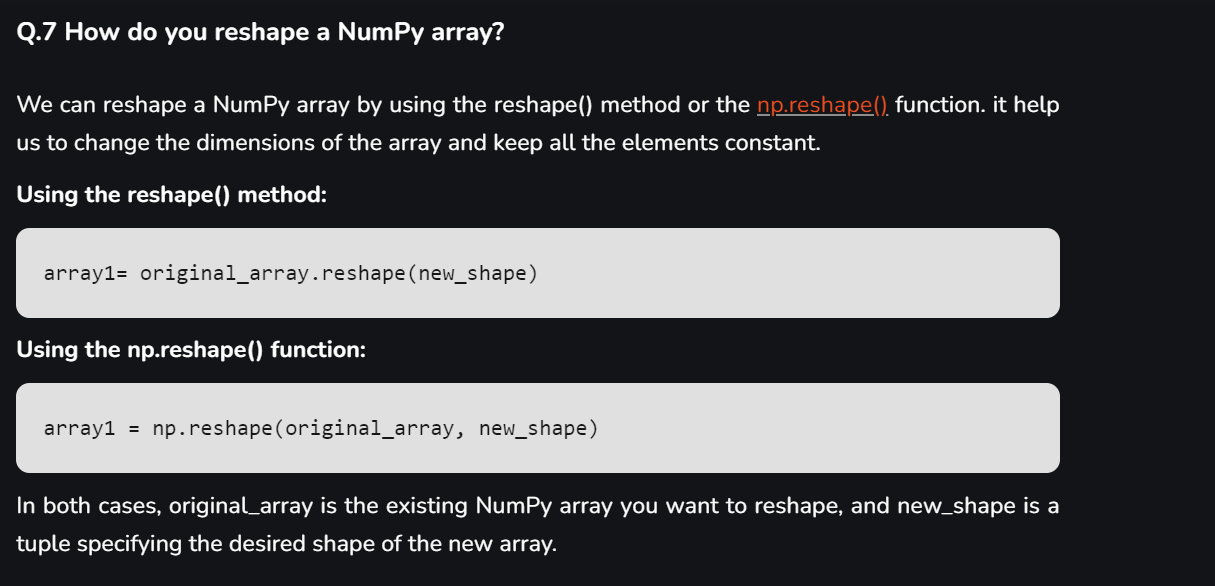 Q.7 How do you reshape a NumPy array?
We can reshape a NumPy array by using the reshape() method or the np.reshape() function. it help
us to change the dimensions of the array and keep all the elements constant.
Using the reshape() method:
array1= original_array.reshape(new_shape)
Using the np.reshape() function:
array1 = np.reshape(original_array, new_shape)
In both cases, original_array is the existing NumPy array you want to reshape, and new_shape is a
tuple specifying the desired shape of the new array.